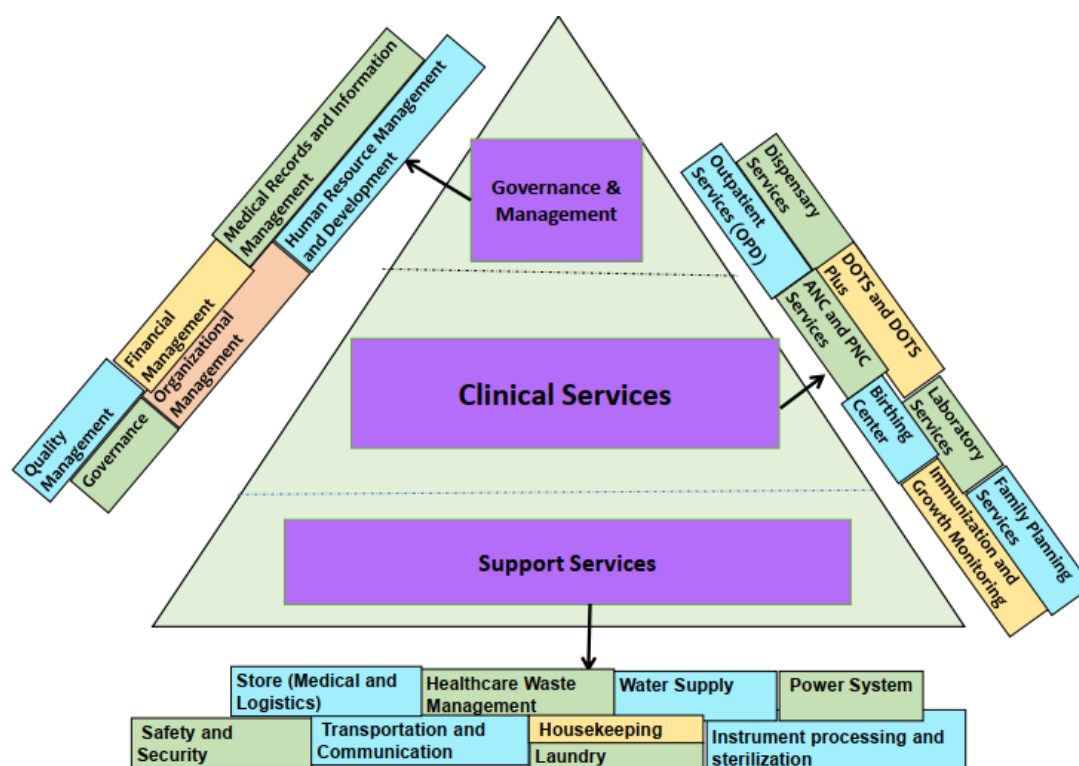 Governance &
Management
Clinical Services
Support Services
Medical Records and Information
Management
Human Resource Management
and Development
Financial
Management
Organizational
Management
Quality
Management
Governance
Dispensary
Services
Outpatient
Services (OPD)
DOTS and DOTS
Plus
ANC and PNC
Services
Laboratory
Services
Birthing
Center
Family Planning
Services
Immunization and
Growth Monitoring
Store (Medical and
Logistics)
Healthcare Waste
Management
Water Supply
Power System
Safety and
Security
Transportation and
Communication
Housekeeping
Laundry
Instrument processing and
sterilization